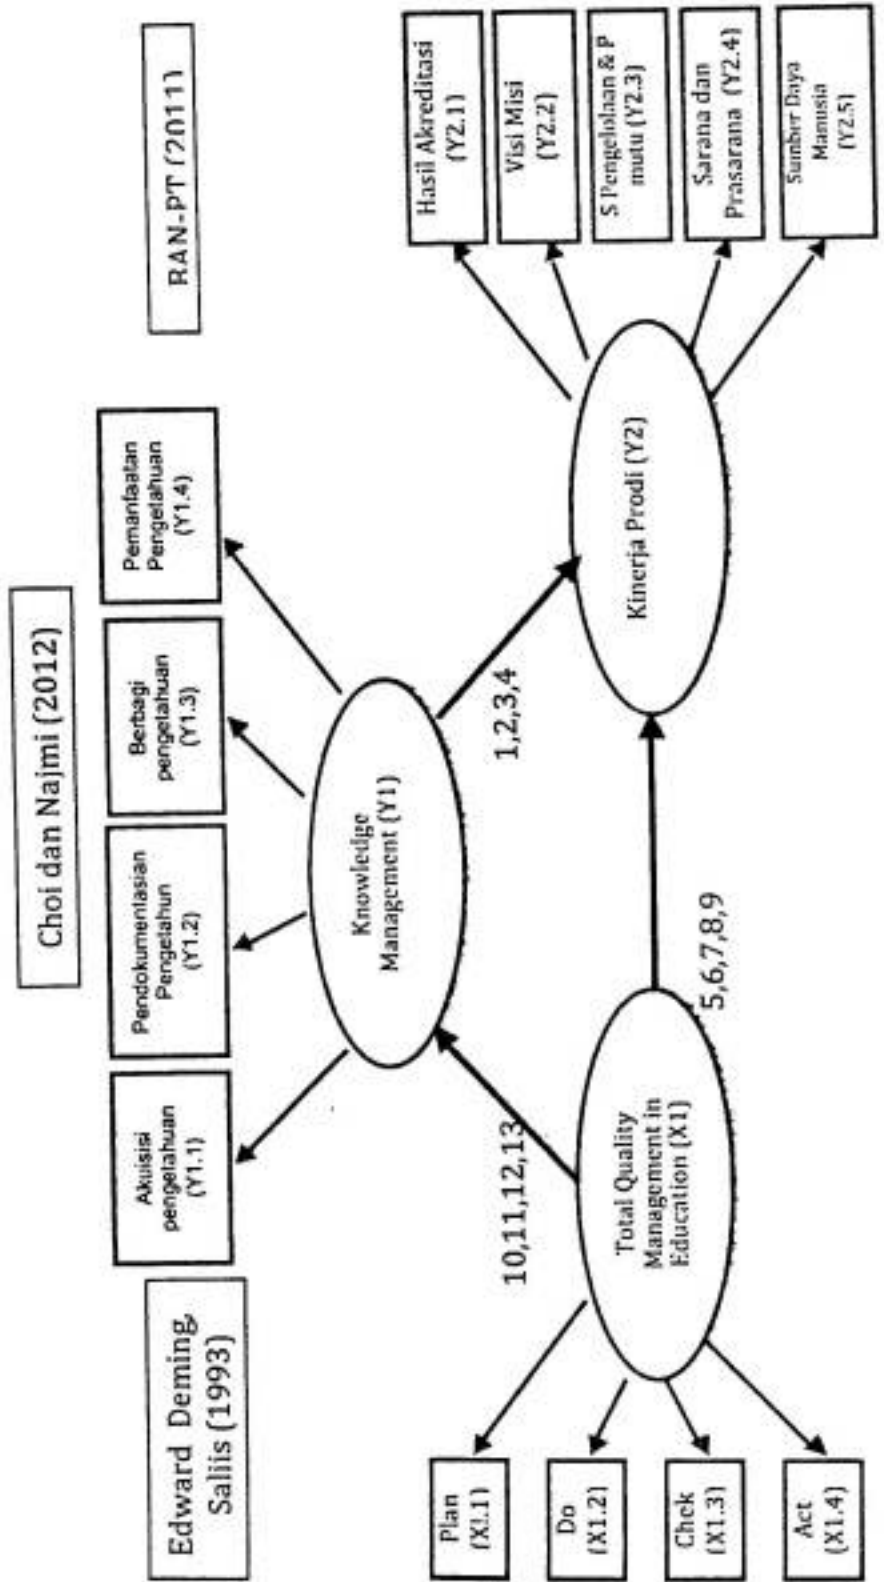 Choi dan Najmi (2012)
Edward Deming,
Saliis (1993)
RAN-PT (2011)
Akuisisi
pengetahuan
(Y1.1)
Pendokumentasian
Pengetahun
(Y1.2)
Berbagi
pengetahuan
(Y1.3)
Pemanfaatan
Pengetahuan
(Y1.4)
Knowledge
Management (Y1)
10,11,12,13
1,2,3,4
Plan
(X!.1)
Do
(X1.2)
Chek
(X1.3)
Act
(X1.4)
Total Quality
Management in
Education (X1)
5,6,7,8,9
Kinerja Prodi (Y2)
Hasil Akreditasi
(Y2.1)
Visi Misi
(Y2.2)
S Pengelolaan & P
mutu (Y2.3)
Sarana dan
Prasarana (Y2.4)
Sumber Daya
Manusia
(Y2.5)